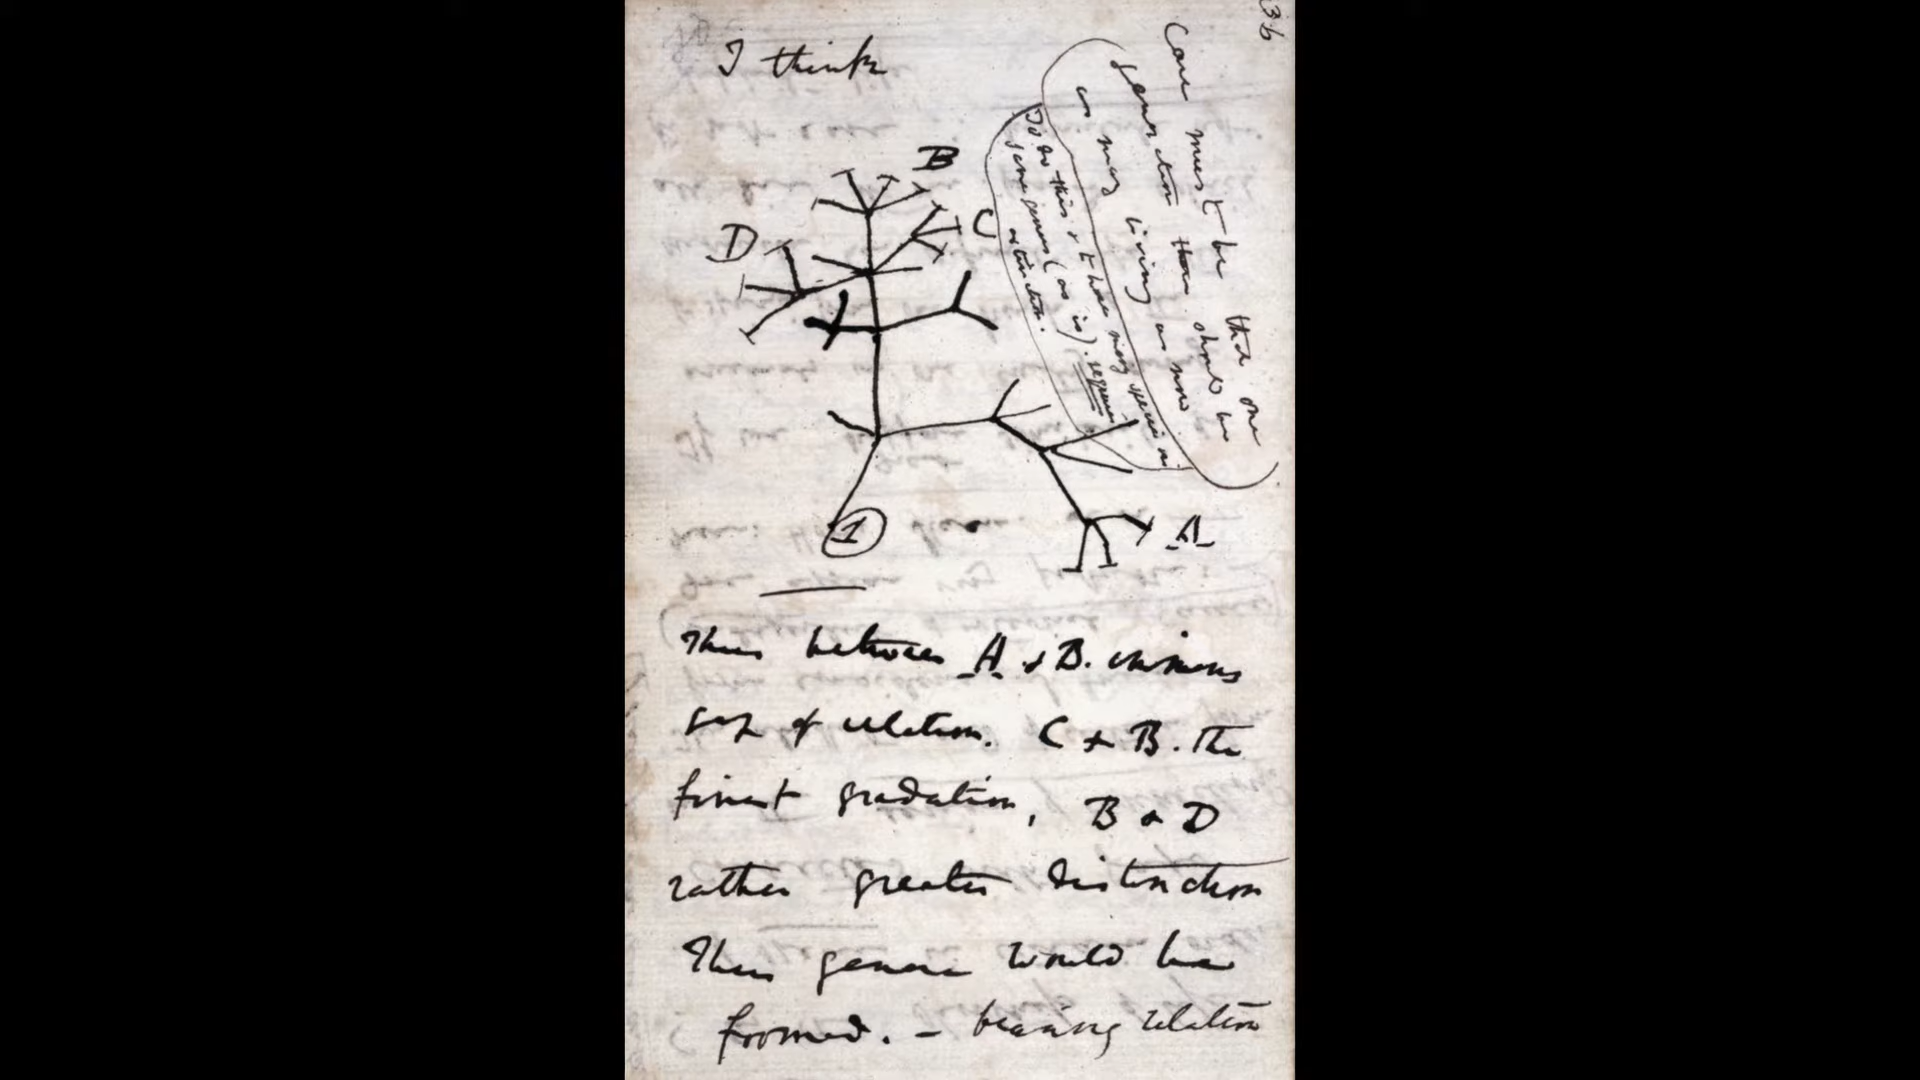 36
I think
B
C
D
A
1
Case must be that one
generation then should be
as many living as now
To do this & to have many species in
same genus (as is). requires
extinction.
Thus between A & B. immens
gap of relation. C & B. the
finest gradation, B & D
rather greater distinction
Thus genera would be
formed. — bearing relation